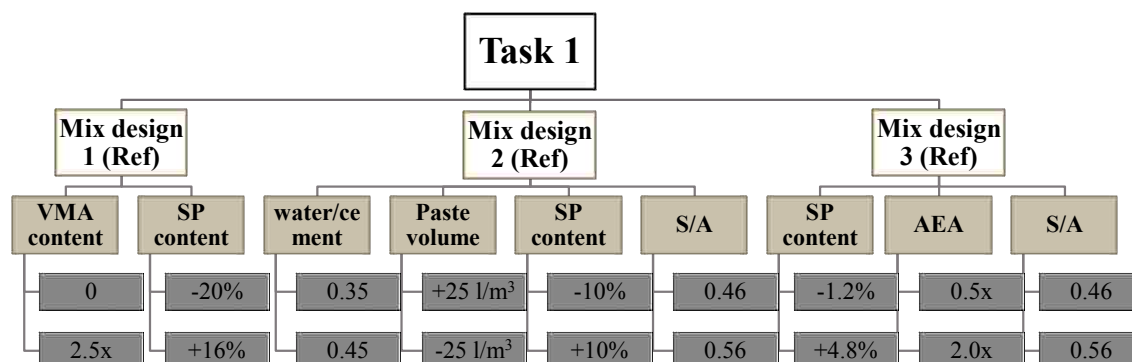 Task 1
Mix design
1 (Ref)
Mix design
2 (Ref)
Mix design
3 (Ref)
VMA
content
SP
content
water/ce
ment
Paste
volume
SP
content
S/A
SP
content
AEA
S/A
0
-20%
0.35
+25 l/m³
-10%
0.46
-1.2%
0.5x
0.46
2.5x
+16%
0.45
-25 l/m³
+10%
0.56
+4.8%
2.0x
0.56